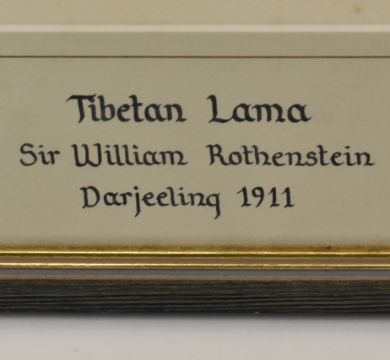 Tibetan Lama
Sir William Rothenstein
Darjeeling 1911